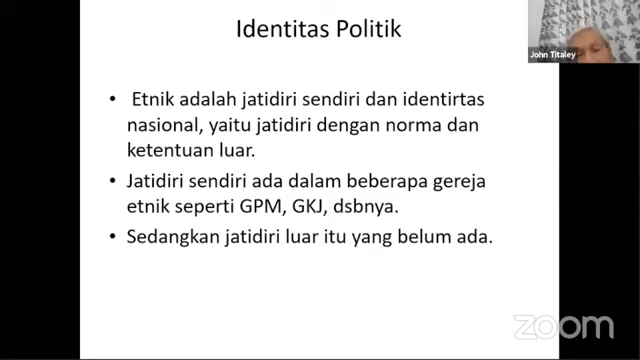 Identitas Politik
John Titaley
• Etnik adalah jatidiri sendiri dan identirtas
nasional, yaitu jatidiri dengan norma dan
ketentuan luar.
• Jatidiri sendiri ada dalam beberapa gereja
etnik seperti GPM, GKJ, dsbnya.
• Sedangkan jatidiri luar itu yang belum ada.
zoom